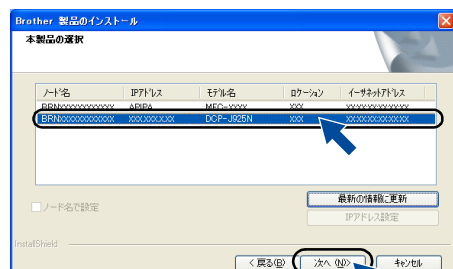 Brother 製品のインストール
本製品の選択
ノード名 IPアドレス モデル名 ロケーション イーサネットアドレス
BRNxxxxxxxxxxxx APIPA MFC-xxxx XXX XX:XX:XX:XX:XX:XX
BRNxxxxxxxxxxxx XXX.XXX.XX.XX DCP-J925N XXX XX:XX:XX:XX:XX:XX
最新の情報に更新
ノード名で設定
IPアドレス設定
InstallShield
< 戻る(B) 次へ (N)> キャンセル